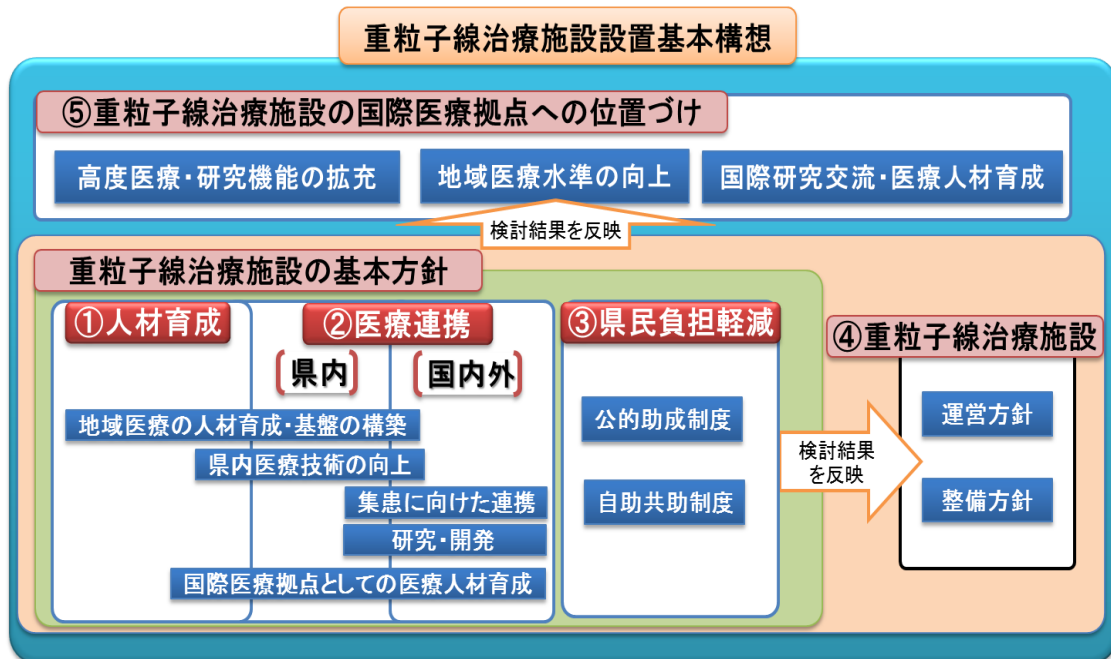 重粒子線治療施設設置基本構想
⑤重粒子線治療施設の国際医療拠点への位置づけ
高度医療・研究機能の拡充
地域医療水準の向上
国際研究交流・医療人材育成
検討結果を反映
重粒子線治療施設の基本方針
①人材育成
②医療連携
県内
国内外
地域医療の人材育成・基盤の構築
県内医療技術の向上
集患に向けた連携
研究・開発
国際医療拠点としての医療人材育成
③県民負担軽減
公的助成制度
自助共助制度
検討結果
を反映
④重粒子線治療施設
運営方針
整備方針